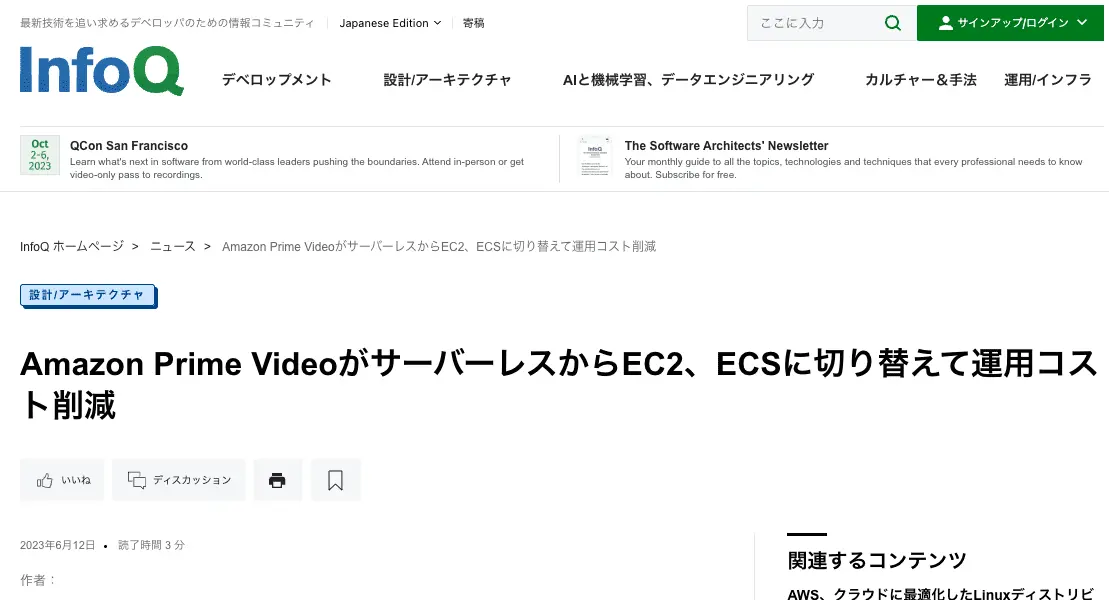 最新技術を追い求めるデベロッパのための情報コミュニティ
Japanese Edition
寄稿
ここに入力
サインアップ/ログイン
InfoQ
デベロップメント
設計/アーキテクチャ
AIと機械学習、データエンジニアリング
カルチャー＆手法
運用/インフラ
Oct
2-6,
2023
QCon San Francisco
Learn what's next in software from world-class leaders pushing the boundaries. Attend in-person or get
video-only pass to recordings.
InfoQ
The Software Architects' Newsletter
Your monthly guide to all the topics, technologies and techniques that every professional needs to know
about. Subscribe for free.
InfoQ ホームページ > ニュース > Amazon Prime VideoがサーバーレスからEC2、ECSに切り替えて運用コスト削減
設計/アーキテクチャ
Amazon Prime VideoがサーバーレスからEC2、ECSに切り替えて運用コス
ト削減
いいね
ディスカッション
2023年6月12日 • 読了時間 3 分
作者：
関連するコンテンツ
AWS、クラウドに最適化したLinuxディストリビ